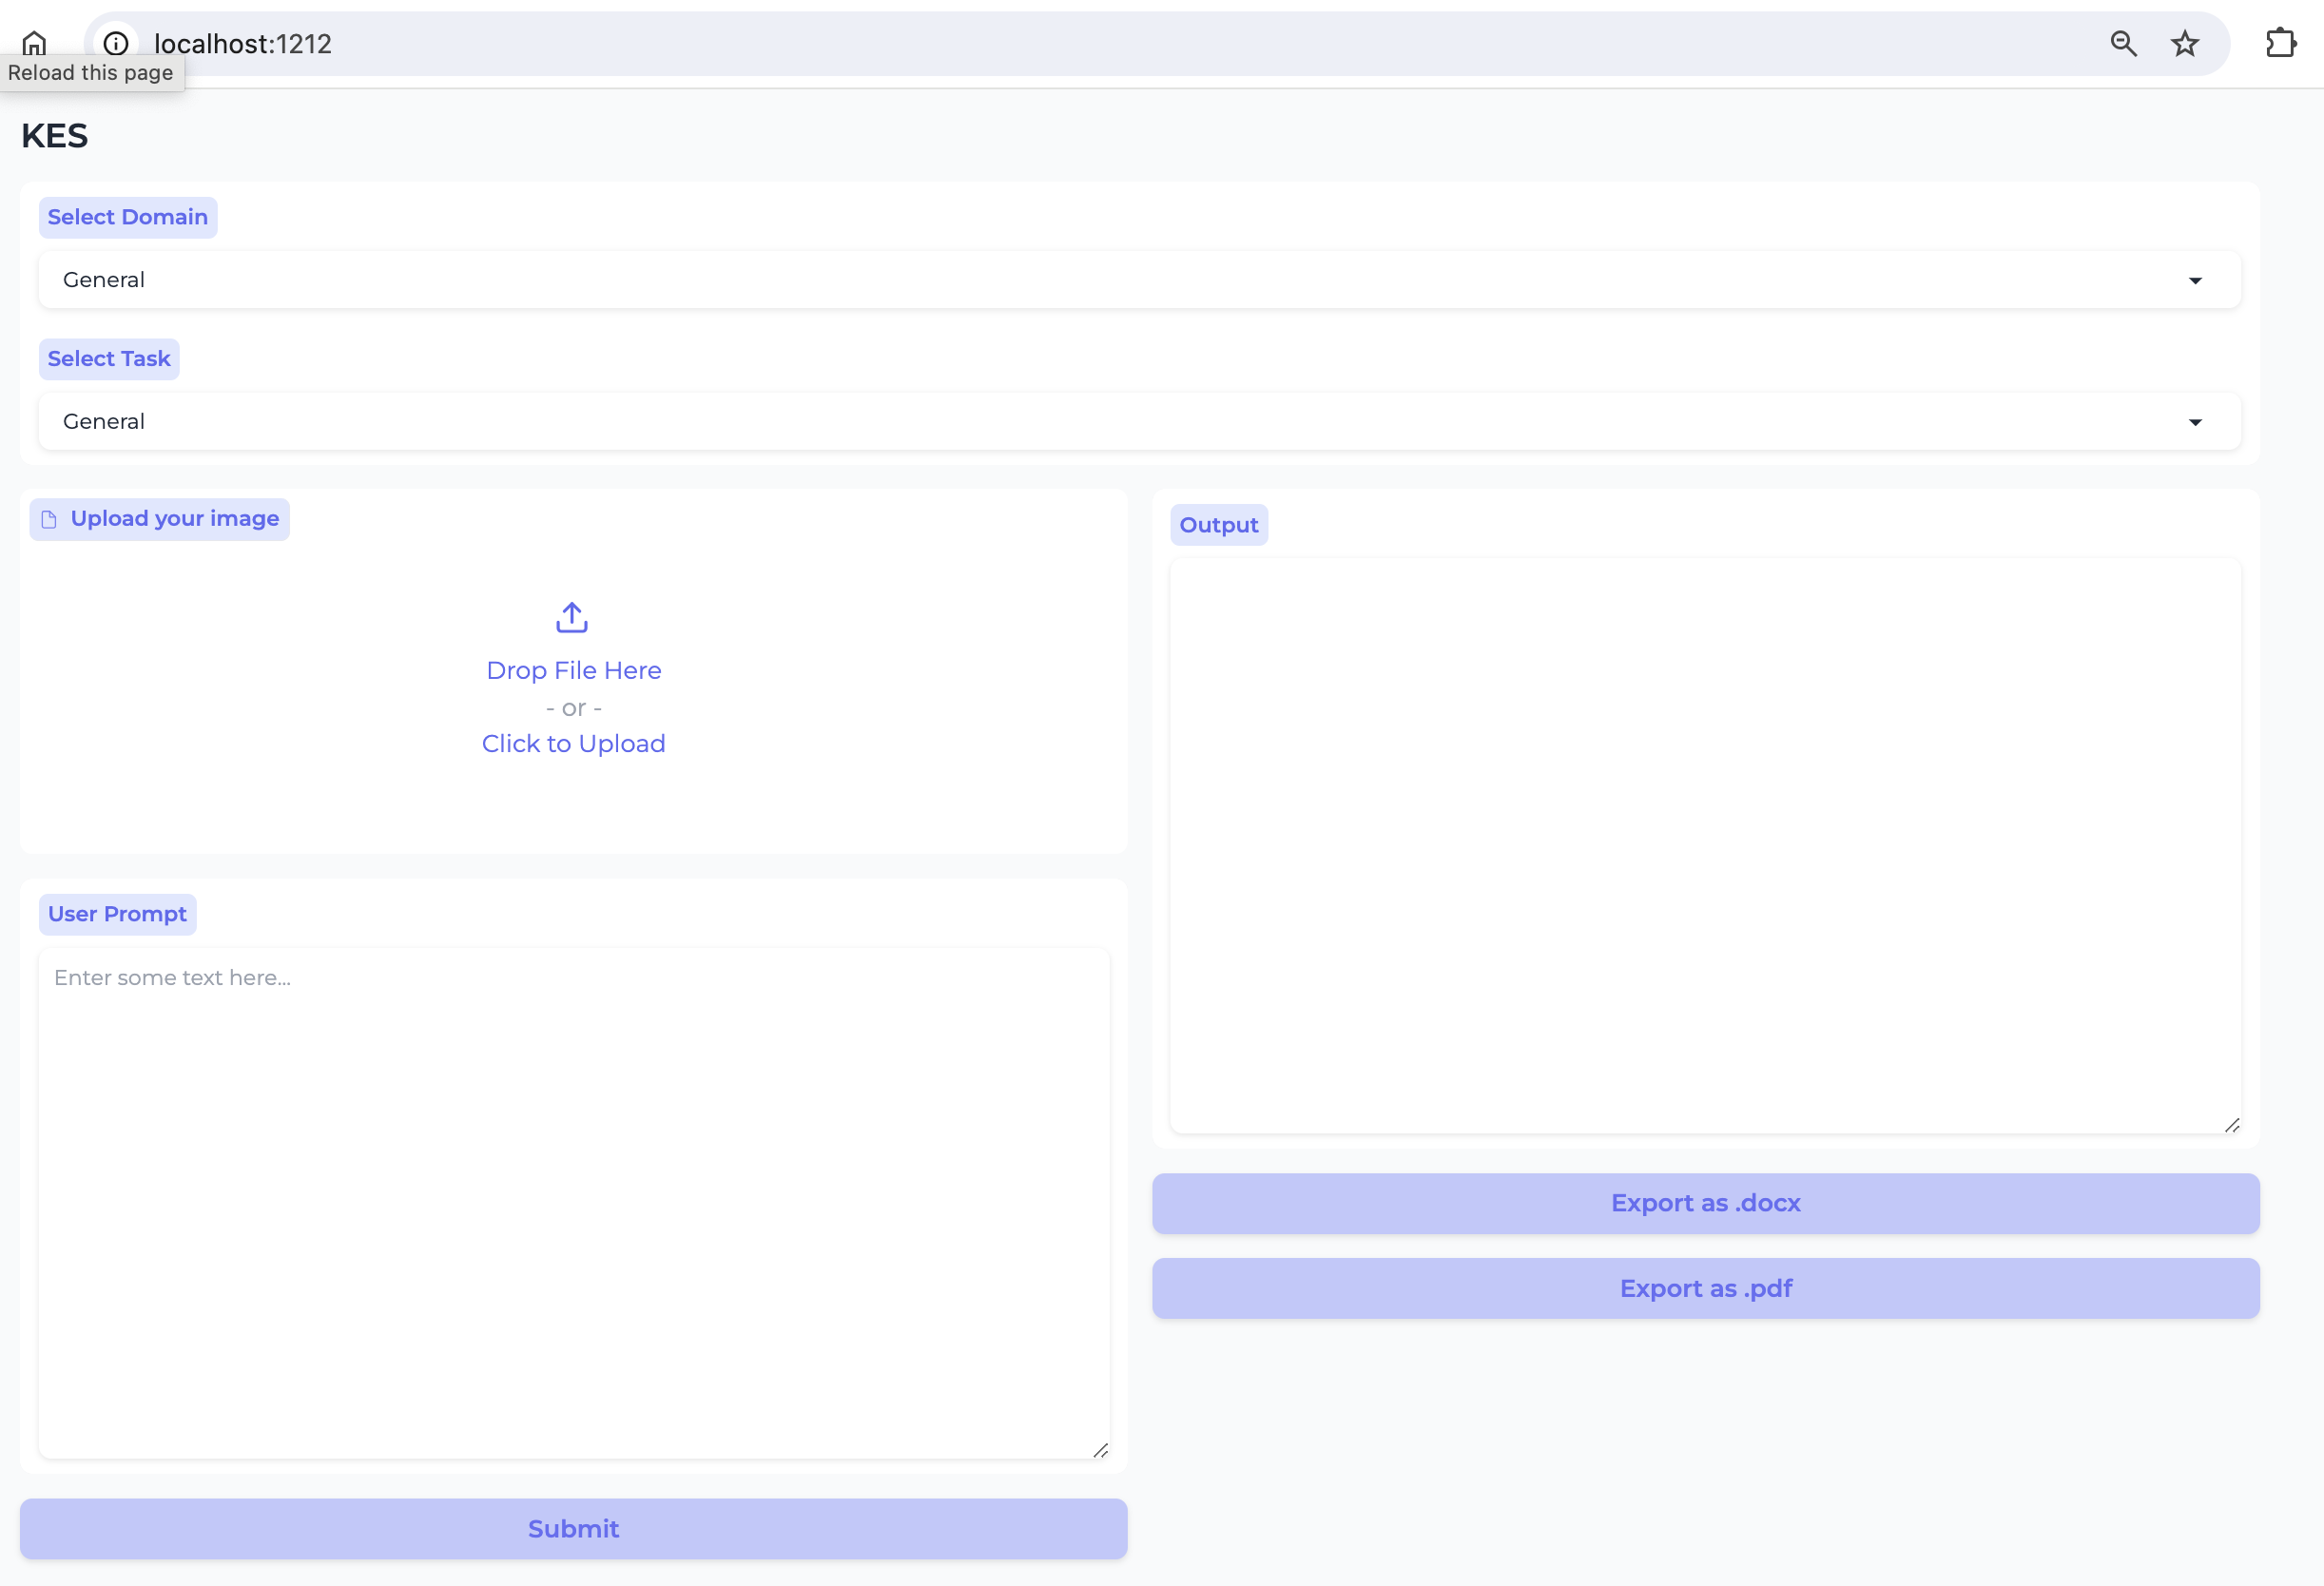 localhost:1212
Reload this page
KES
Select Domain
General
Select Task
General
Upload your image
Drop File Here
- or -
Click to Upload
User Prompt
Enter some text here...
Submit
Output
Export as .docx
Export as .pdf